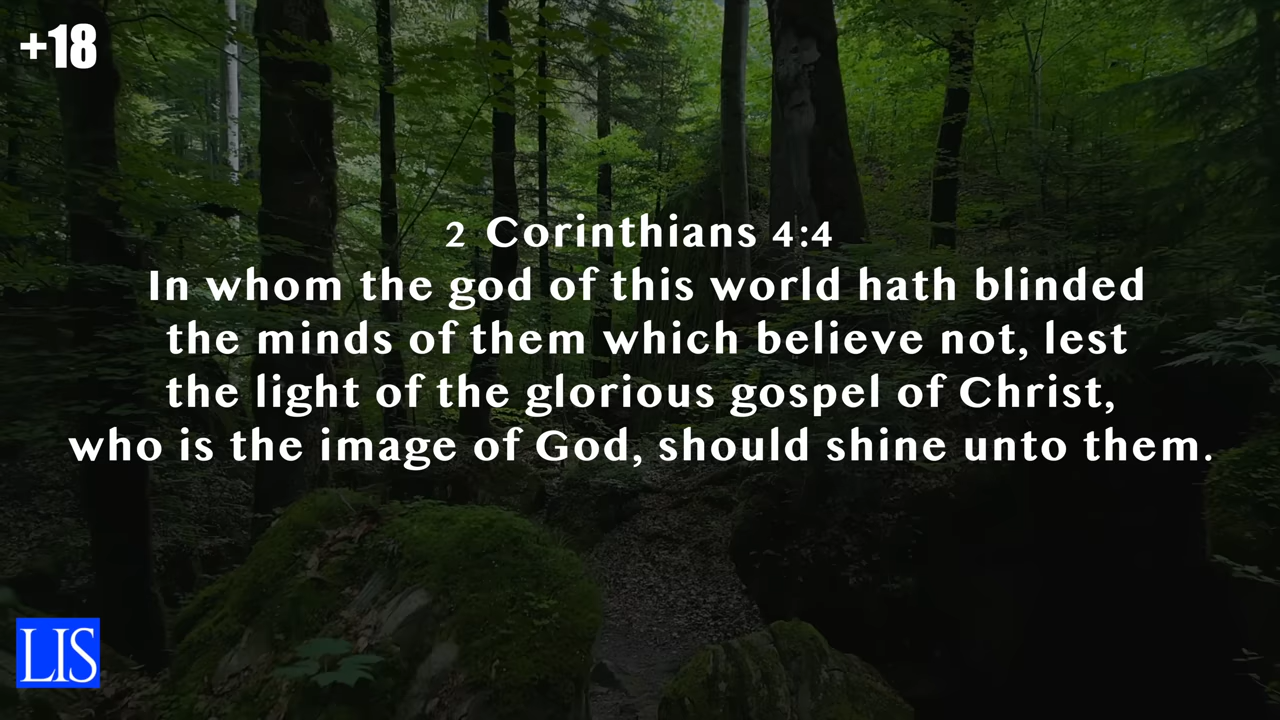 +18
2 Corinthians 4:4
In whom the god of this world hath blinded
the minds of them which believe not, lest
the light of the glorious gospel of Christ,
who is the image of God, should shine unto them.
LIS